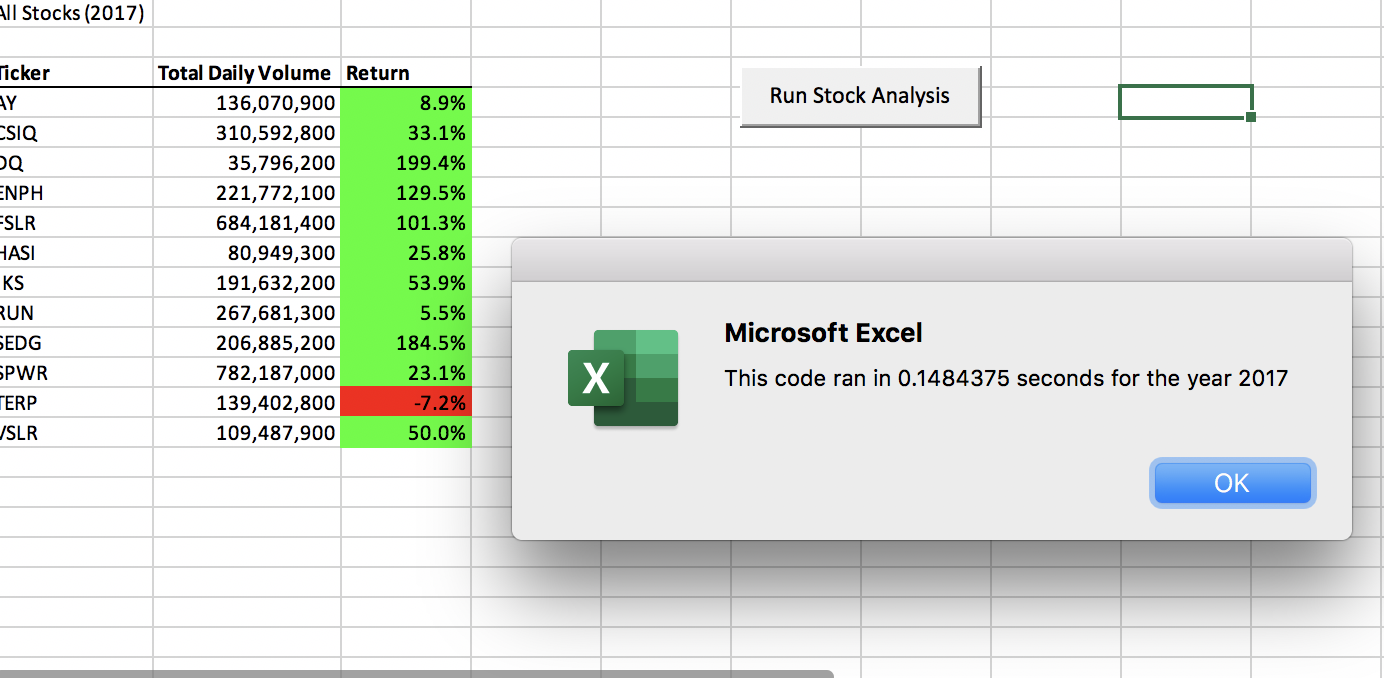 All Stocks (2017)
Ticker Total Daily Volume Return
AY 136,070,900 8.9%
CSIQ 310,592,800 33.1%
DQ 35,796,200 199.4%
ENPH 221,772,100 129.5%
FSLR 684,181,400 101.3%
HASI 80,949,300 25.8%
KS 191,632,200 53.9%
RUN 267,681,300 5.5%
SEDG 206,885,200 184.5%
SPWR 782,187,000 23.1%
TERP 139,402,800 -7.2%
VSLR 109,487,900 50.0%
Run Stock Analysis
X
Microsoft Excel
This code ran in 0.1484375 seconds for the year 2017
OK